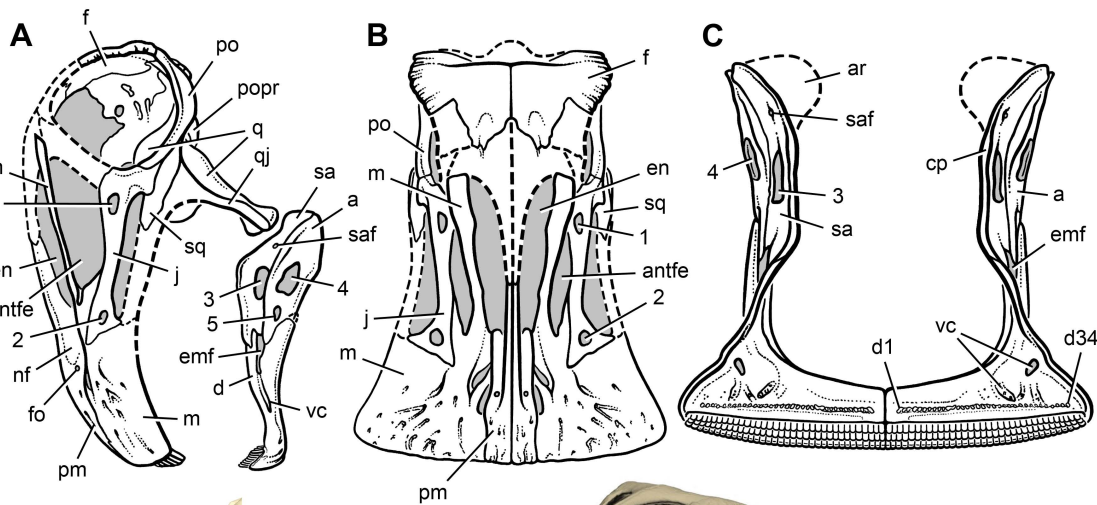 A
f
po
popr
q
qj
sa
a
saf
sq
j
3
4
2
5
nf
emf
fo
d
vc
m
pm
B
f
po
m
en
sq
1
antfe
j
2
m
pm
C
ar
saf
4
cp
3
a
sa
emf
vc
d1
d34